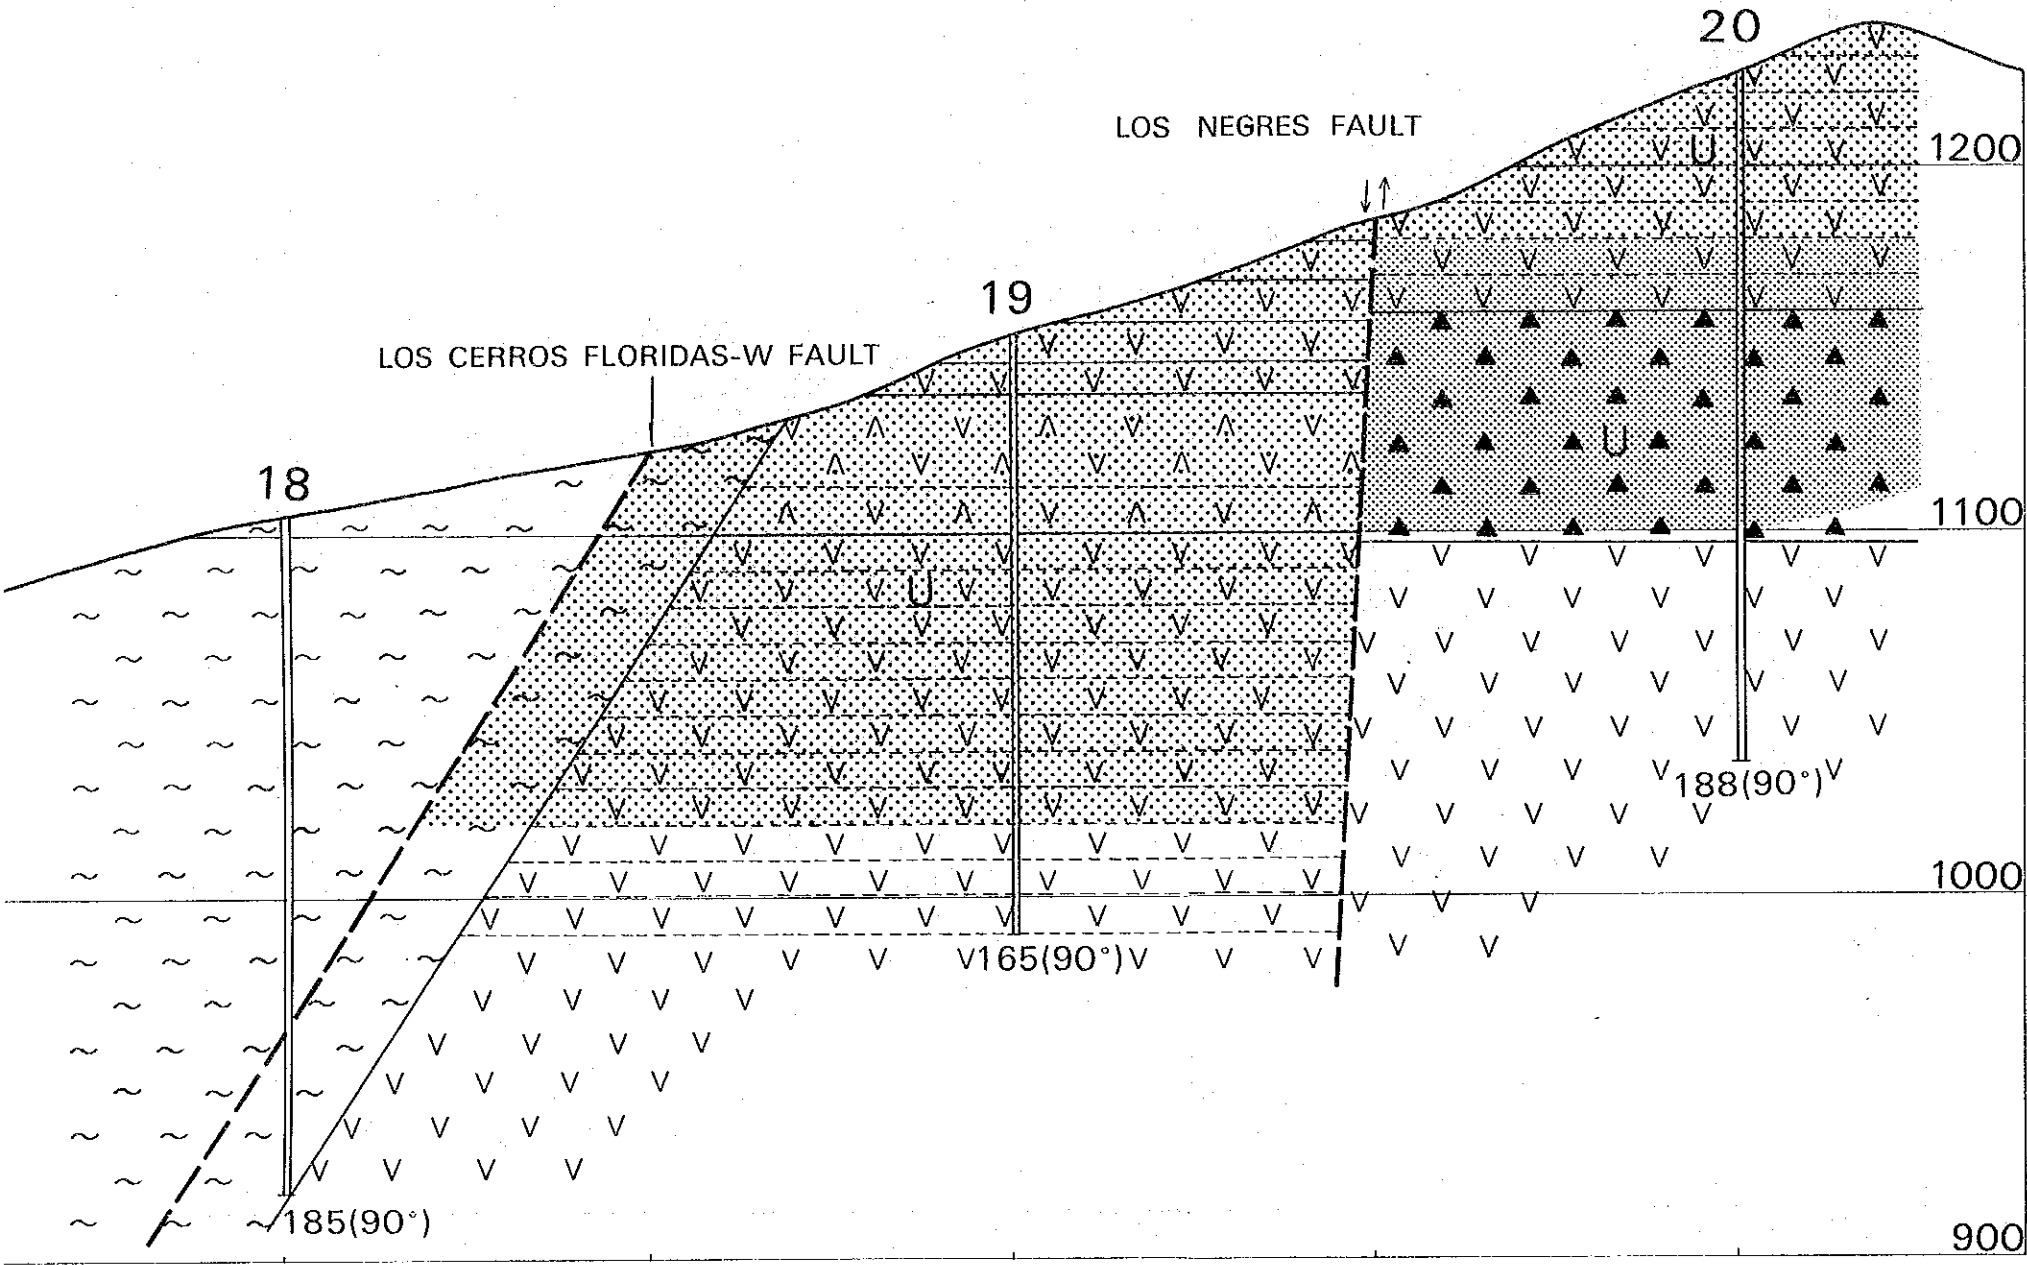 20
LOS NEGRES FAULT
1200
U
19
LOS CERROS FLORIDAS-W FAULT
U
18
1100
U
188(90°)
1000
165(90°)
185(90°)
900